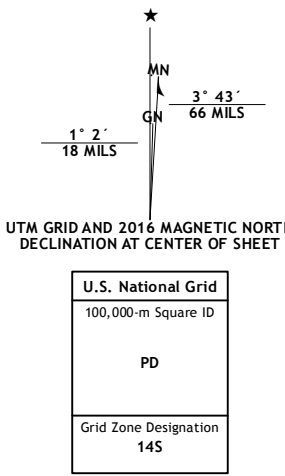 ★
MN
3° 43´
66 MILS
GN
1° 2´
18 MILS
UTM GRID AND 2016 MAGNETIC NORTH
DECLINATION AT CENTER OF SHEET
U.S. National Grid
100,000-m Square ID
PD
Grid Zone Designation
14S